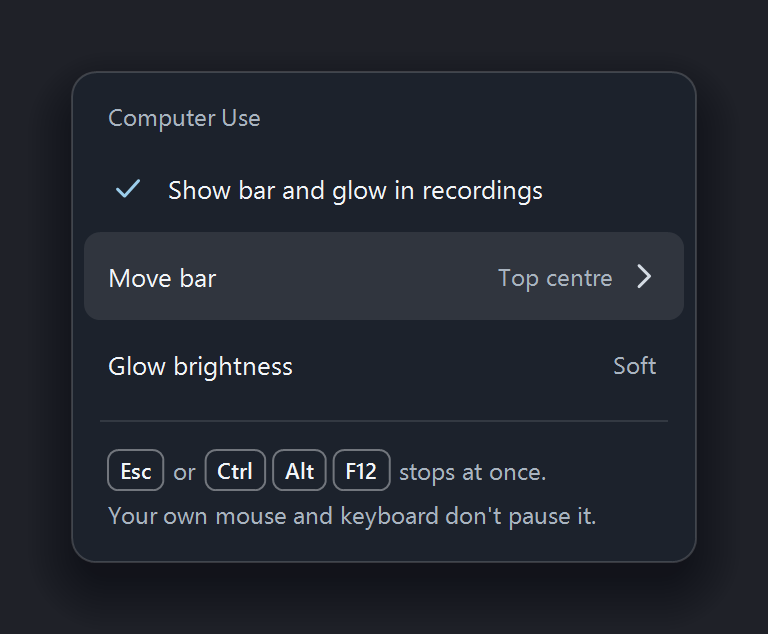 Computer Use
Show bar and glow in recordings
Move bar Top centre
Glow brightness Soft
Esc or Ctrl Alt F12 stops at once.
Your own mouse and keyboard don't pause it.